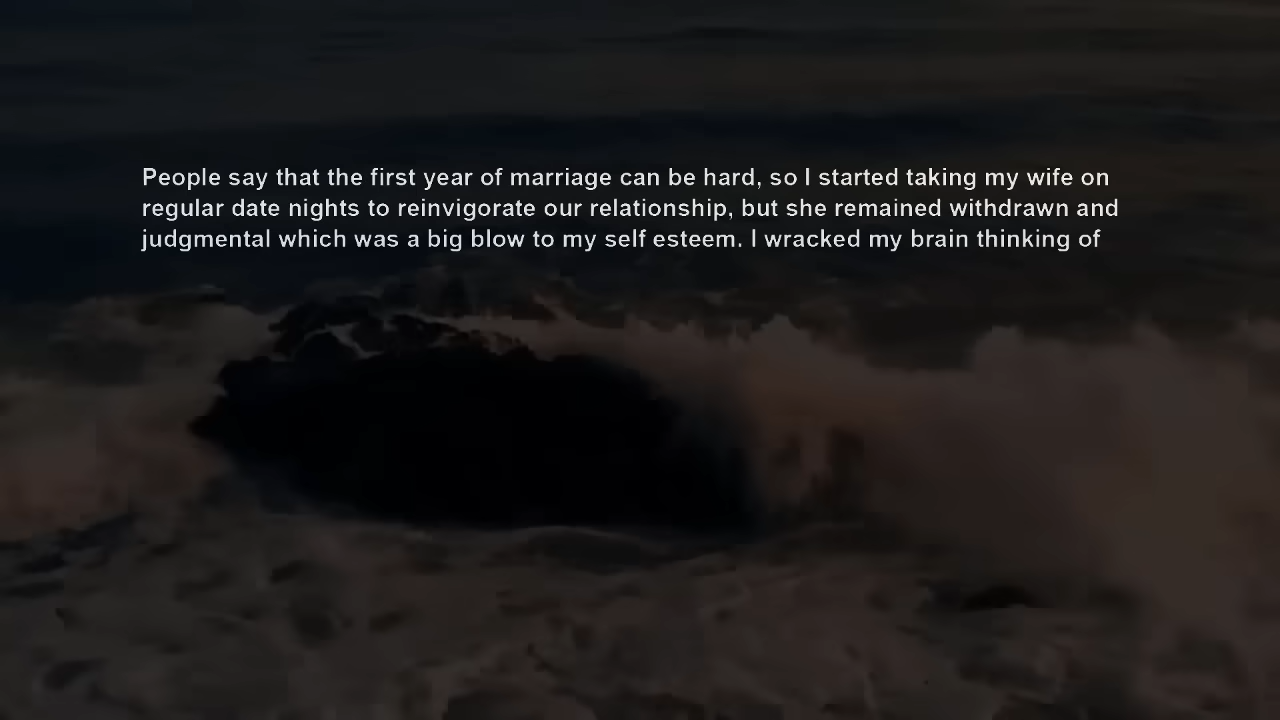 People say that the first year of marriage can be hard, so I started taking my wife on
regular date nights to reinvigorate our relationship, but she remained withdrawn and
judgmental which was a big blow to my self esteem. I wracked my brain thinking of